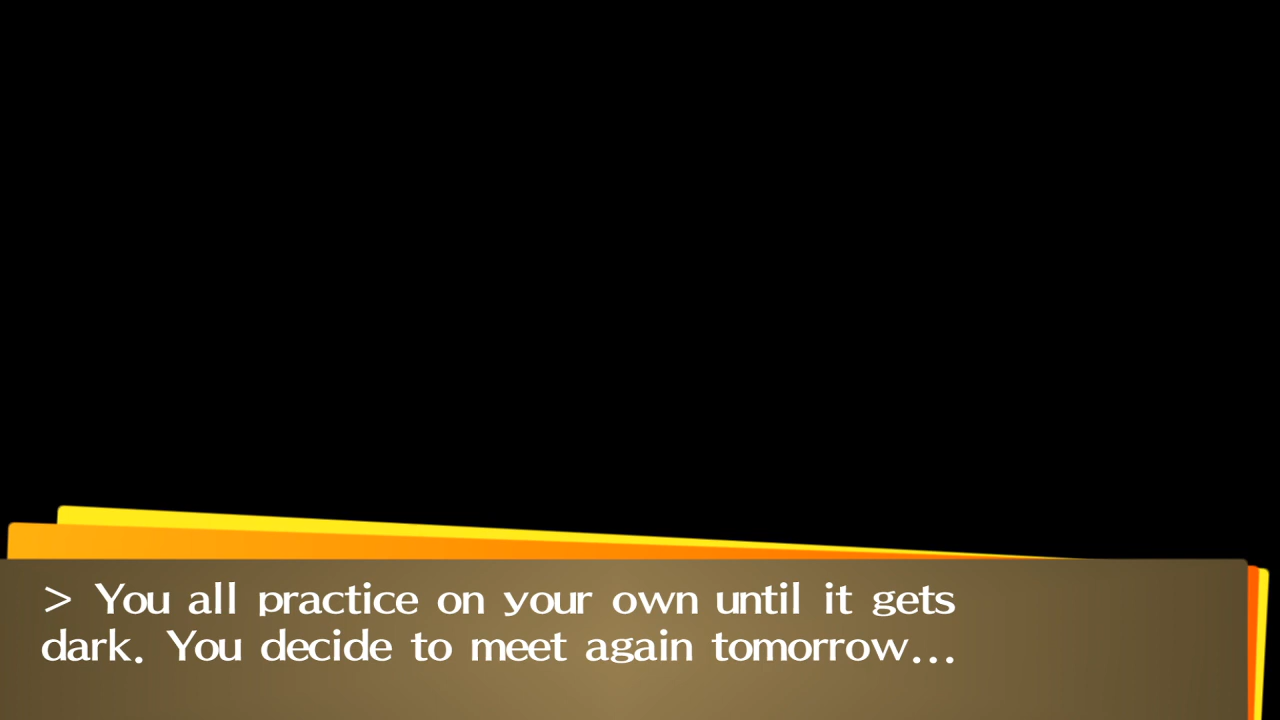 > You all practice on your own until it gets
dark. You decide to meet again tomorrow...